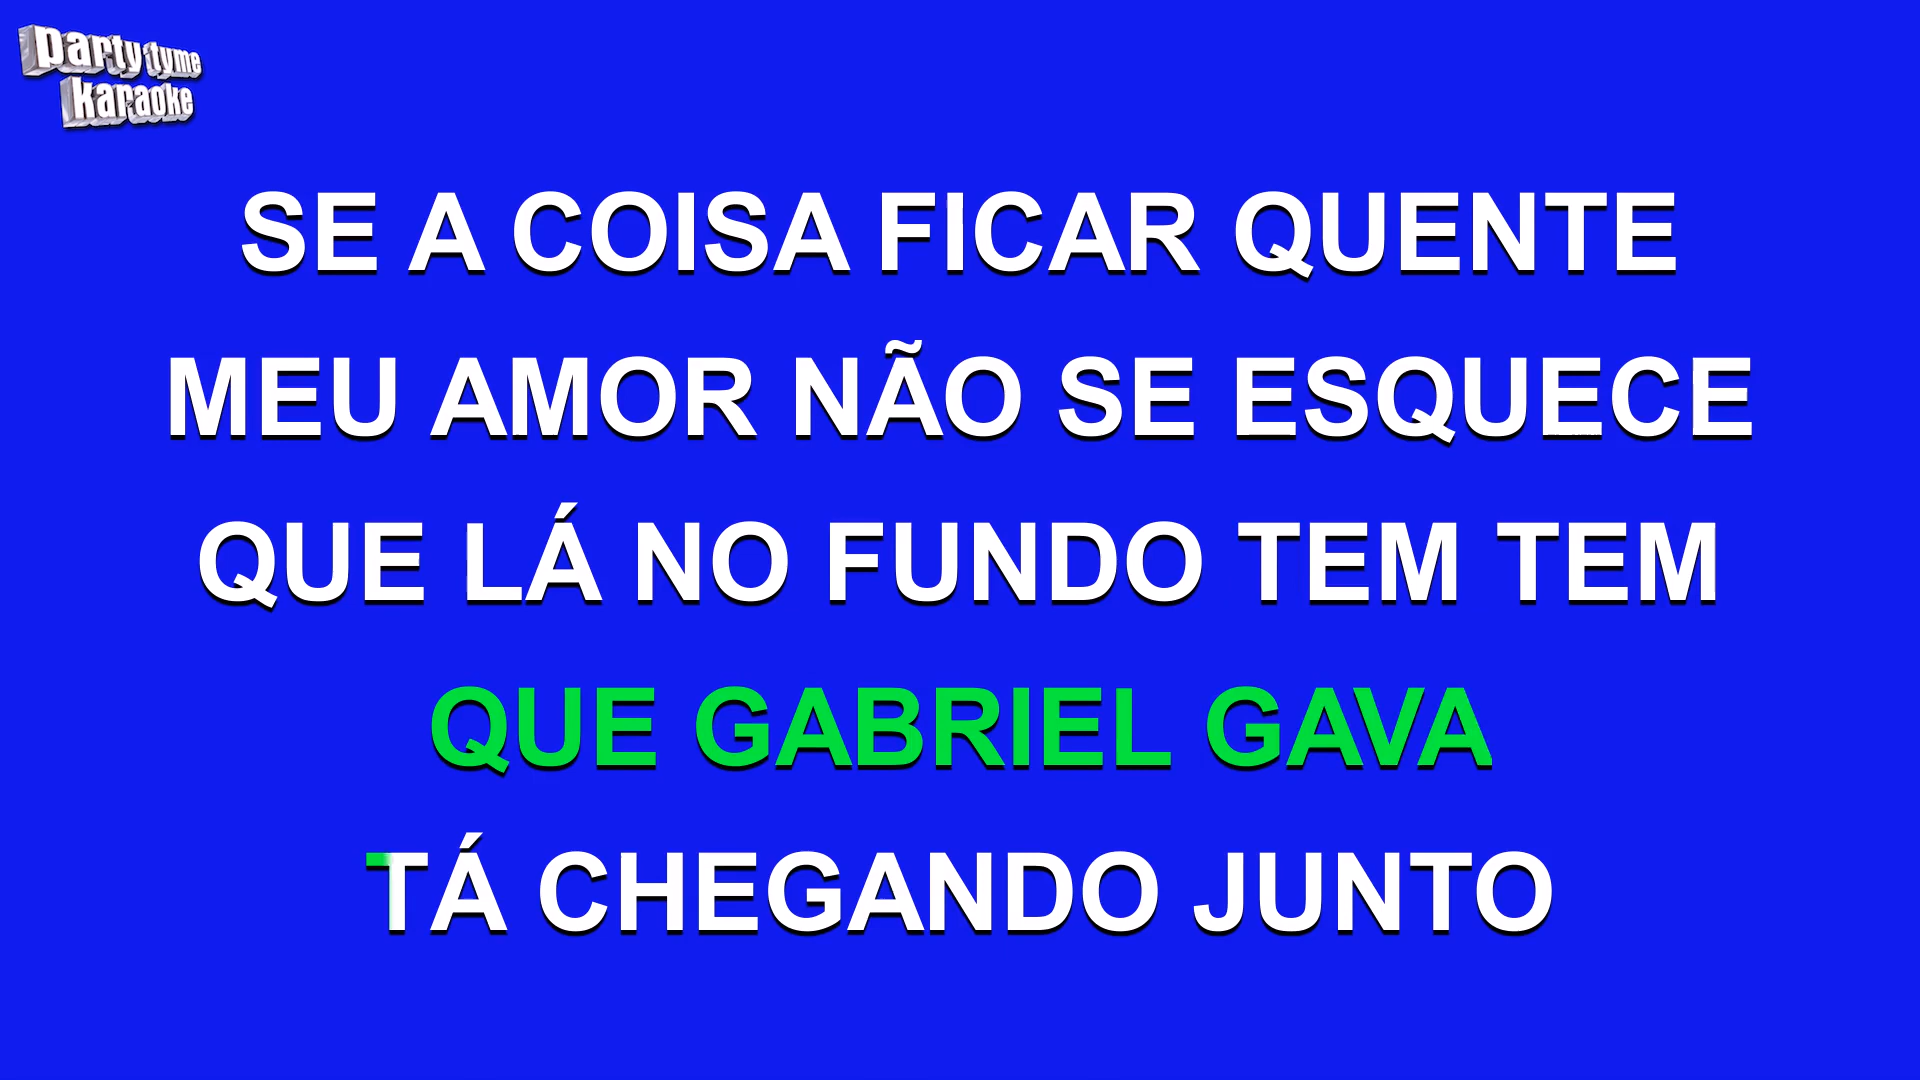 party tyme
karaoke
SE A COISA FICAR QUENTE
MEU AMOR NÃO SE ESQUECE
QUE LÁ NO FUNDO TEM TEM
QUE GABRIEL GAVA
TÁ CHEGANDO JUNTO